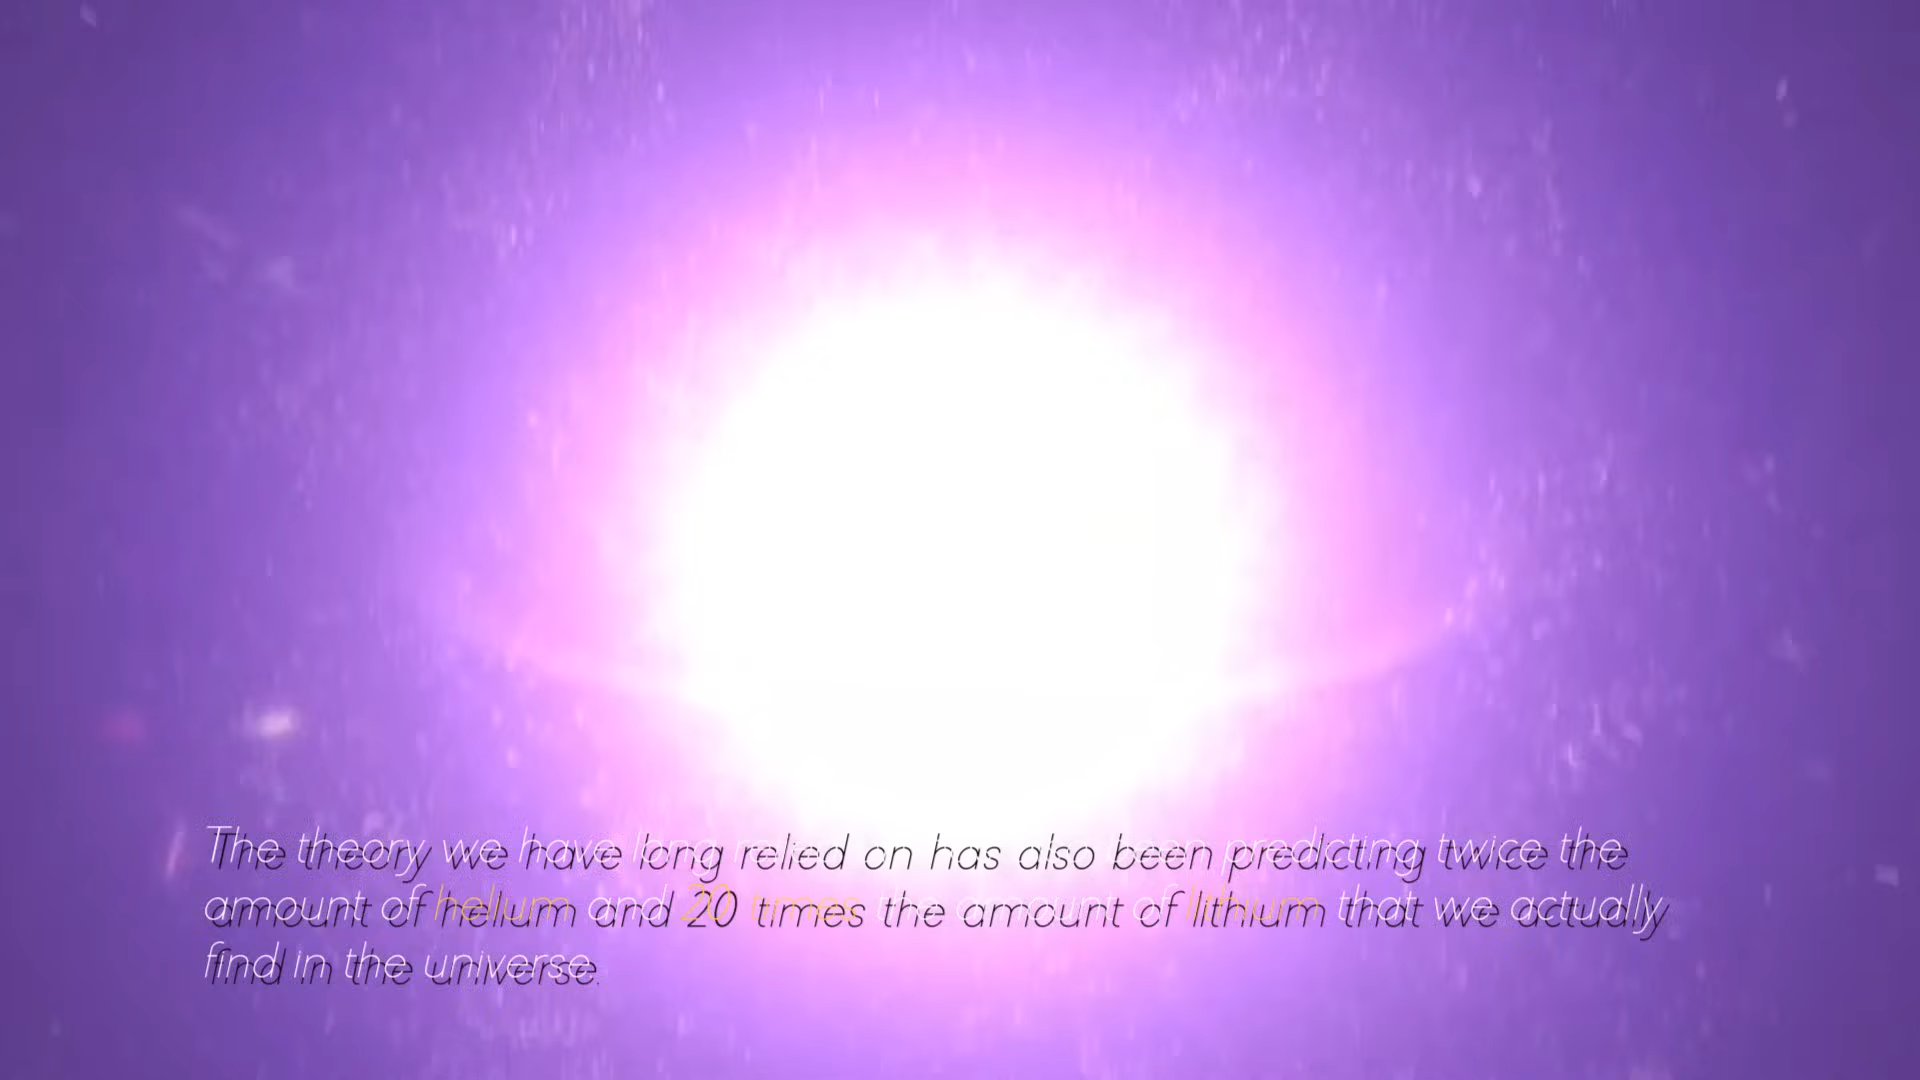 The theory we have long relied on has also been predicting twice the
amount of helium and 20 times the amount of lithium that we actually
find in the universe.